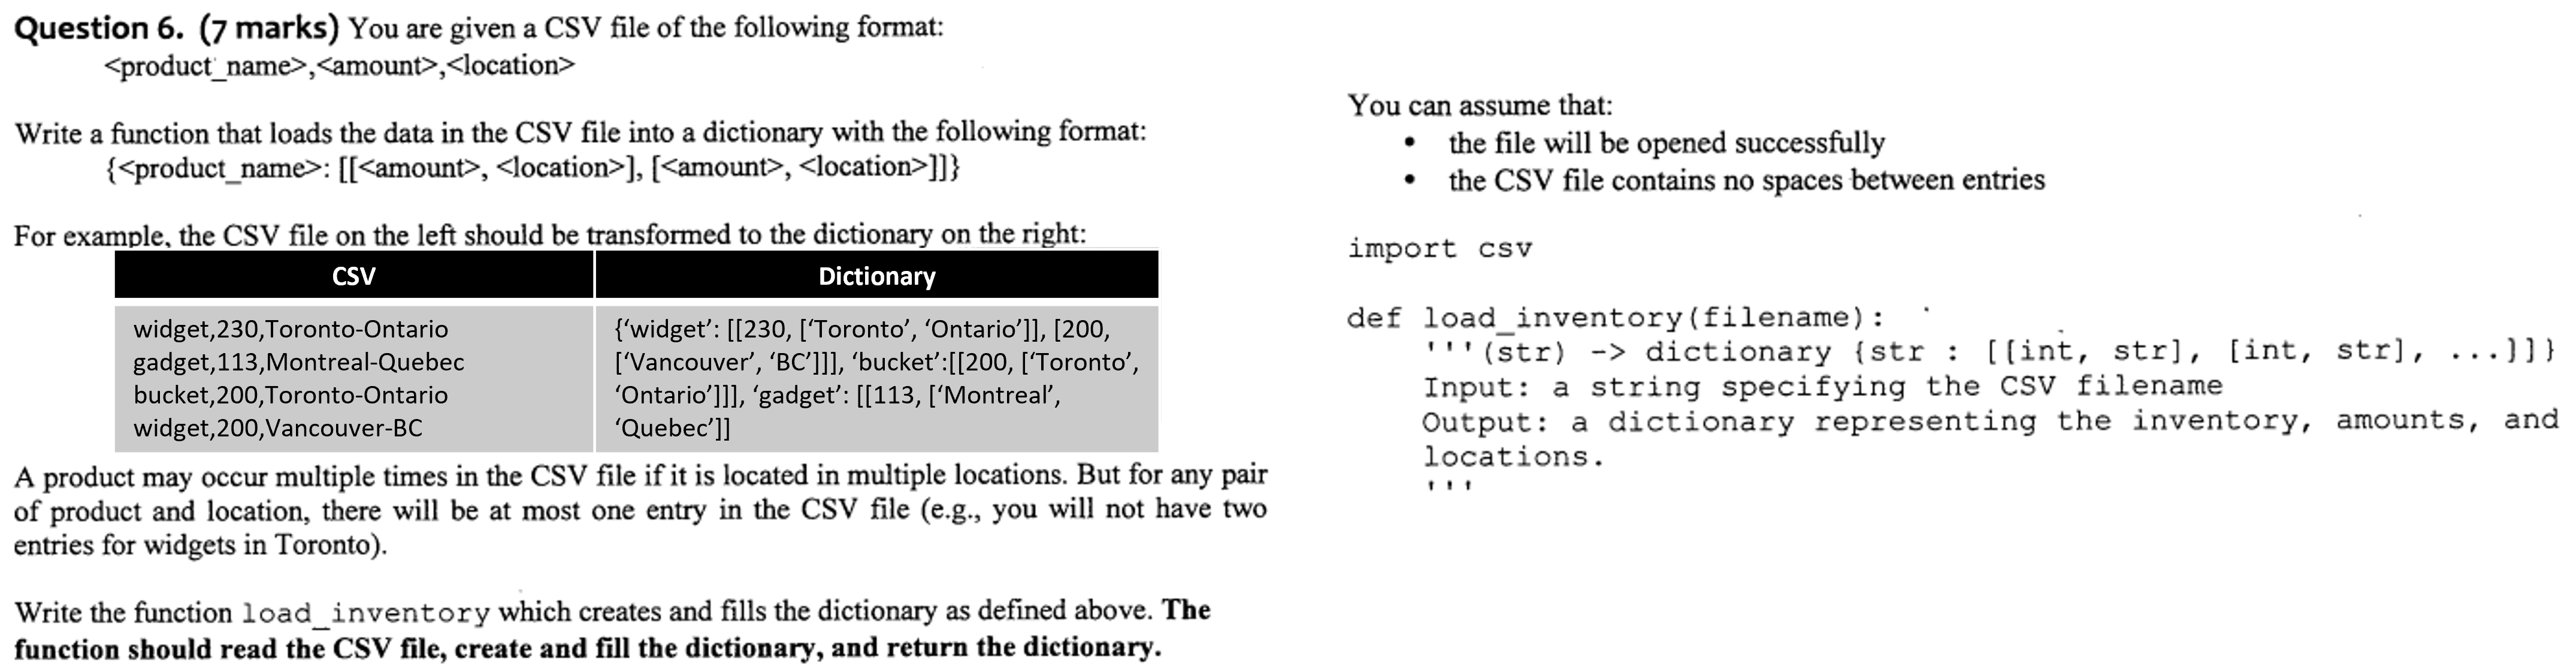 Question 6. (7 marks) You are given a CSV file of the following format:
<product_name>,<amount>,<location>
Write a function that loads the data in the CSV file into a dictionary with the following format:
{<product_name>: [[<amount>, <location>], [<amount>, <location>]]}
For example, the CSV file on the left should be transformed to the dictionary on the right:
CSV
Dictionary
widget,230,Toronto-Ontario
gadget,113,Montreal-Quebec
bucket,200,Toronto-Ontario
widget,200,Vancouver-BC
{‘widget’: [[230, [‘Toronto’, ‘Ontario’]], [200,
[‘Vancouver’, ‘BC’]]], ‘bucket’:[[200, [‘Toronto’,
‘Ontario’]]], ‘gadget’: [[113, [‘Montreal’,
‘Quebec’]]
A product may occur multiple times in the CSV file if it is located in multiple locations. But for any pair
of product and location, there will be at most one entry in the CSV file (e.g., you will not have two
entries for widgets in Toronto).
Write the function load_inventory which creates and fills the dictionary as defined above. The
function should read the CSV file, create and fill the dictionary, and return the dictionary.
You can assume that:
• the file will be opened successfully
• the CSV file contains no spaces between entries
import csv
def load_inventory(filename):
'''(str) -> dictionary {str : [[int, str], [int, str], ...]]}
Input: a string specifying the CSV filename
Output: a dictionary representing the inventory, amounts, and
locations.
'''